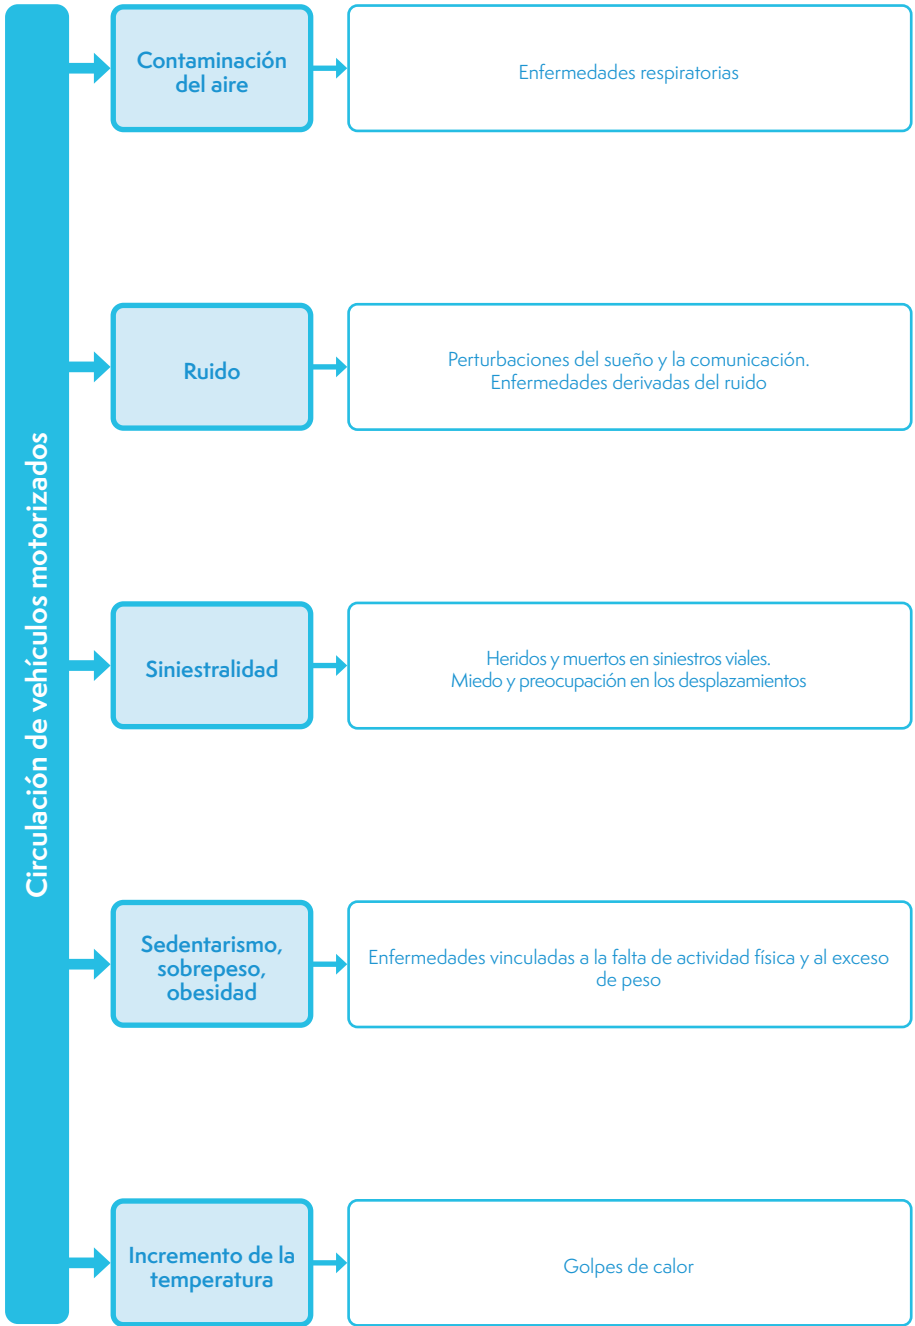 Circulación de vehículos motorizados
Contaminación
del aire
Enfermedades respiratorias
Ruido
Perturbaciones del sueño y la comunicación.
Enfermedades derivadas del ruido
Siniestralidad
Heridos y muertos en siniestros viales.
Miedo y preocupación en los desplazamientos
Sedentarismo,
sobrepeso,
obesidad
Enfermedades vinculadas a la falta de actividad física y al exceso
de peso
Incremento de la
temperatura
Golpes de calor